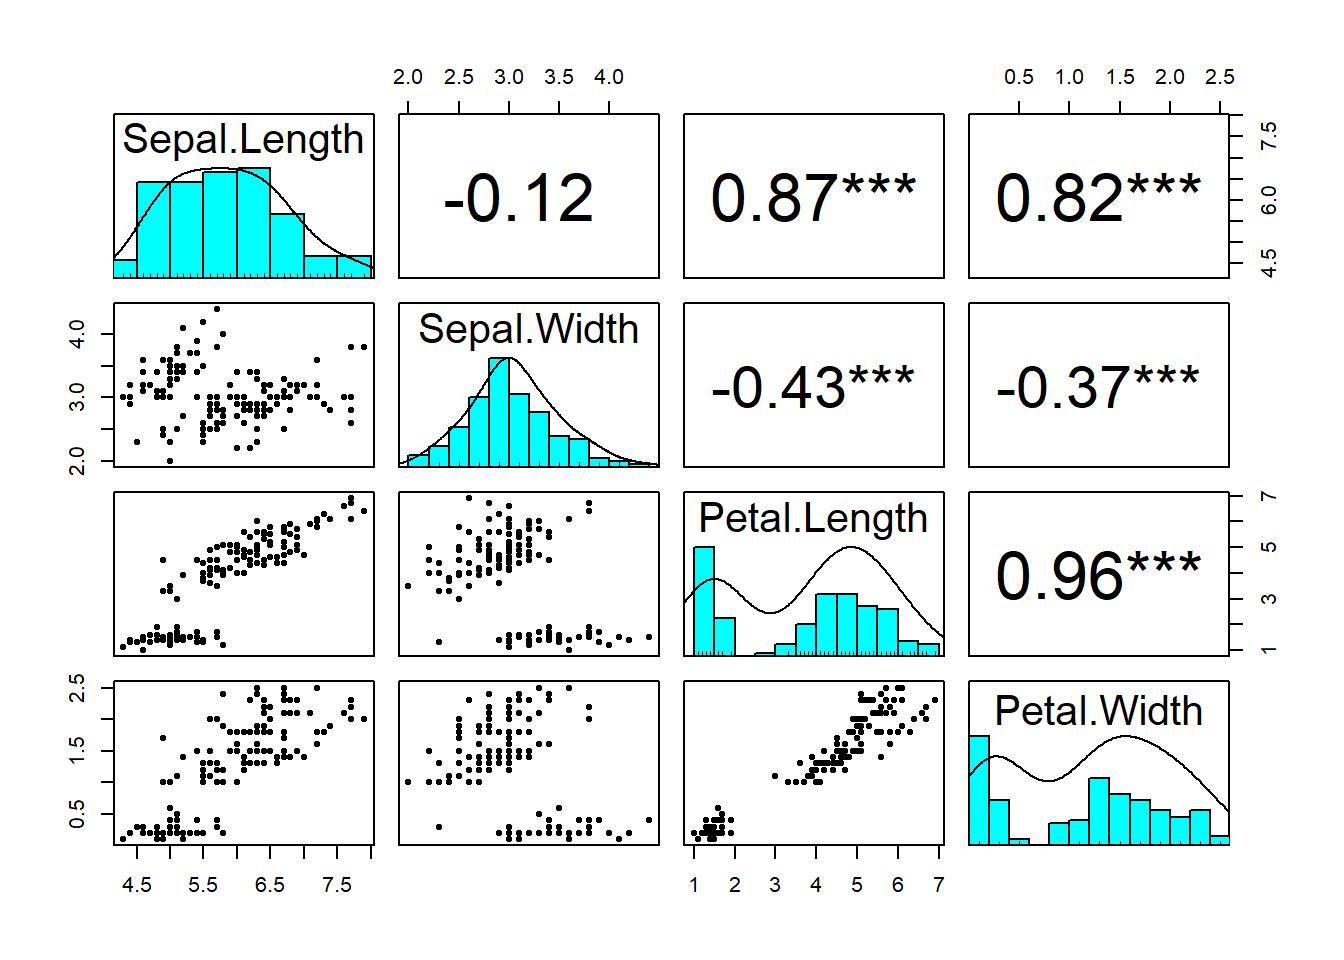 2.0 2.5 3.0 3.5 4.0 0.5 1.0 1.5 2.0 2.5
Sepal.Length -0.12 0.87*** 0.82*** 4.5 6.0 7.5
2.0 3.0 4.0 Sepal.Width -0.43*** -0.37***
Petal.Length 0.96*** 1 3 5 7
0.5 1.5 2.5 Petal.Width
4.5 5.5 6.5 7.5 1 2 3 4 5 6 7